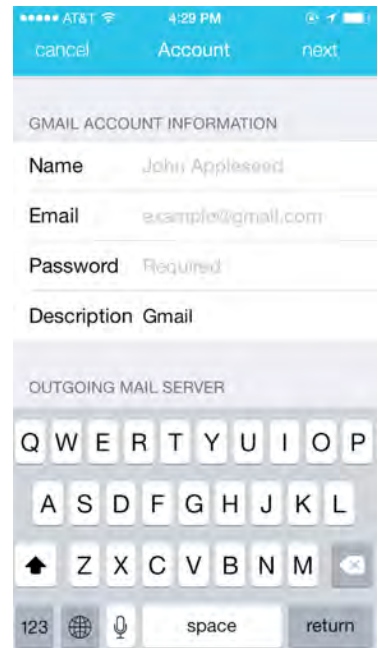 AT&T 4:29 PM
cancel Account next
GMAIL ACCOUNT INFORMATION
Name John Appleseed
Email example@gmail.com
Password Required
Description Gmail
OUTGOING MAIL SERVER
Q W E R T Y U I O P
A S D F G H J K L
Z X C V B N M
123 space return